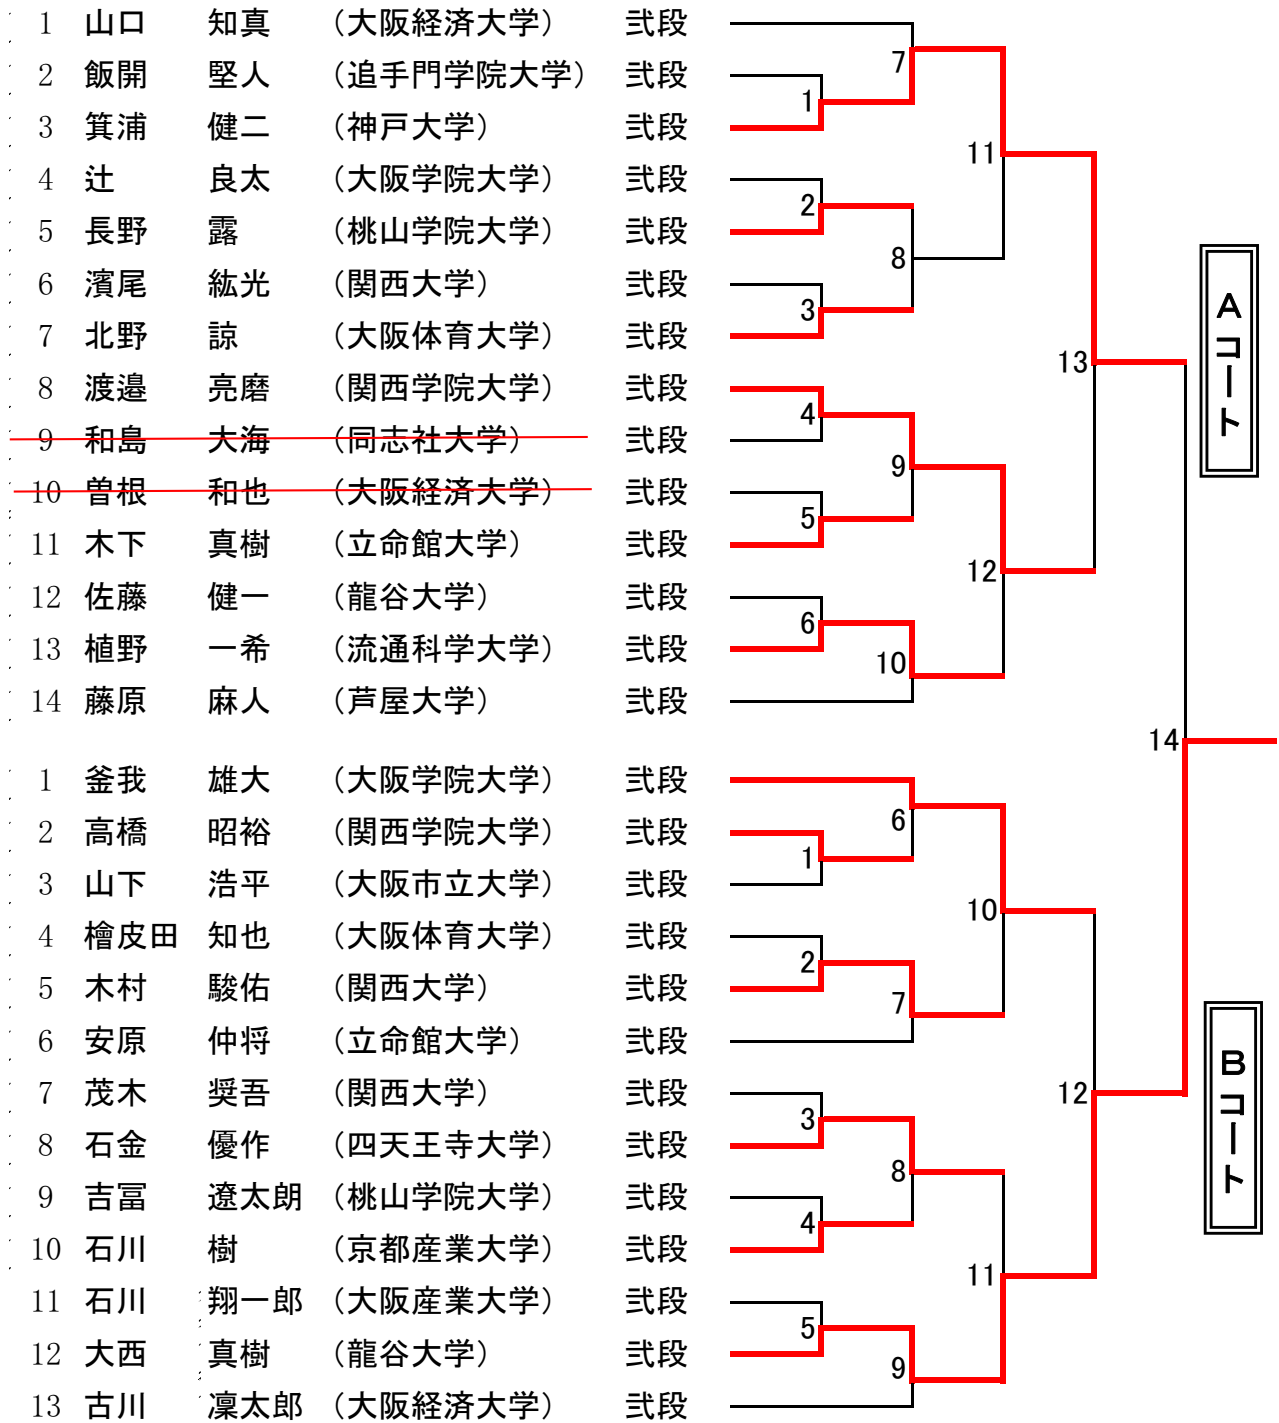 1 山口 知真 （大阪経済大学） 弐段
2 飯開 堅人 （追手門学院大学） 弐段
3 箕浦 健二 （神戸大学） 弐段
4 辻 良太 （大阪学院大学） 弐段
5 長野 露 （桃山学院大学） 弐段
6 濱尾 紘光 （関西大学） 弐段
7 北野 諒 （大阪体育大学） 弐段
8 渡邉 亮磨 （関西学院大学） 弐段
9 和島 大海 （同志社大学） 弐段
10 曽根 和也 （大阪経済大学） 弐段
11 木下 真樹 （立命館大学） 弐段
12 佐藤 健一 （龍谷大学） 弐段
13 植野 一希 （流通科学大学） 弐段
14 藤原 麻人 （芦屋大学） 弐段
7
1
11
2
8
3
13
4
9
5
12
6
10
14
Aコート
1 釜我 雄大 （大阪学院大学） 弐段
2 高橋 昭裕 （関西学院大学） 弐段
3 山下 浩平 （大阪市立大学） 弐段
4 檜皮田 知也 （大阪体育大学） 弐段
5 木村 駿佑 （関西大学） 弐段
6 安原 仲将 （立命館大学） 弐段
7 茂木 奨吾 （関西大学） 弐段
8 石金 優作 （四天王寺大学） 弐段
9 吉冨 遼太朗 （桃山学院大学） 弐段
10 石川 樹 （京都産業大学） 弐段
11 石川 翔一郎 （大阪産業大学） 弐段
12 大西 真樹 （龍谷大学） 弐段
13 古川 凜太郎 （大阪経済大学） 弐段
6
1
10
2
7
12
3
8
4
11
5
9
Bコート